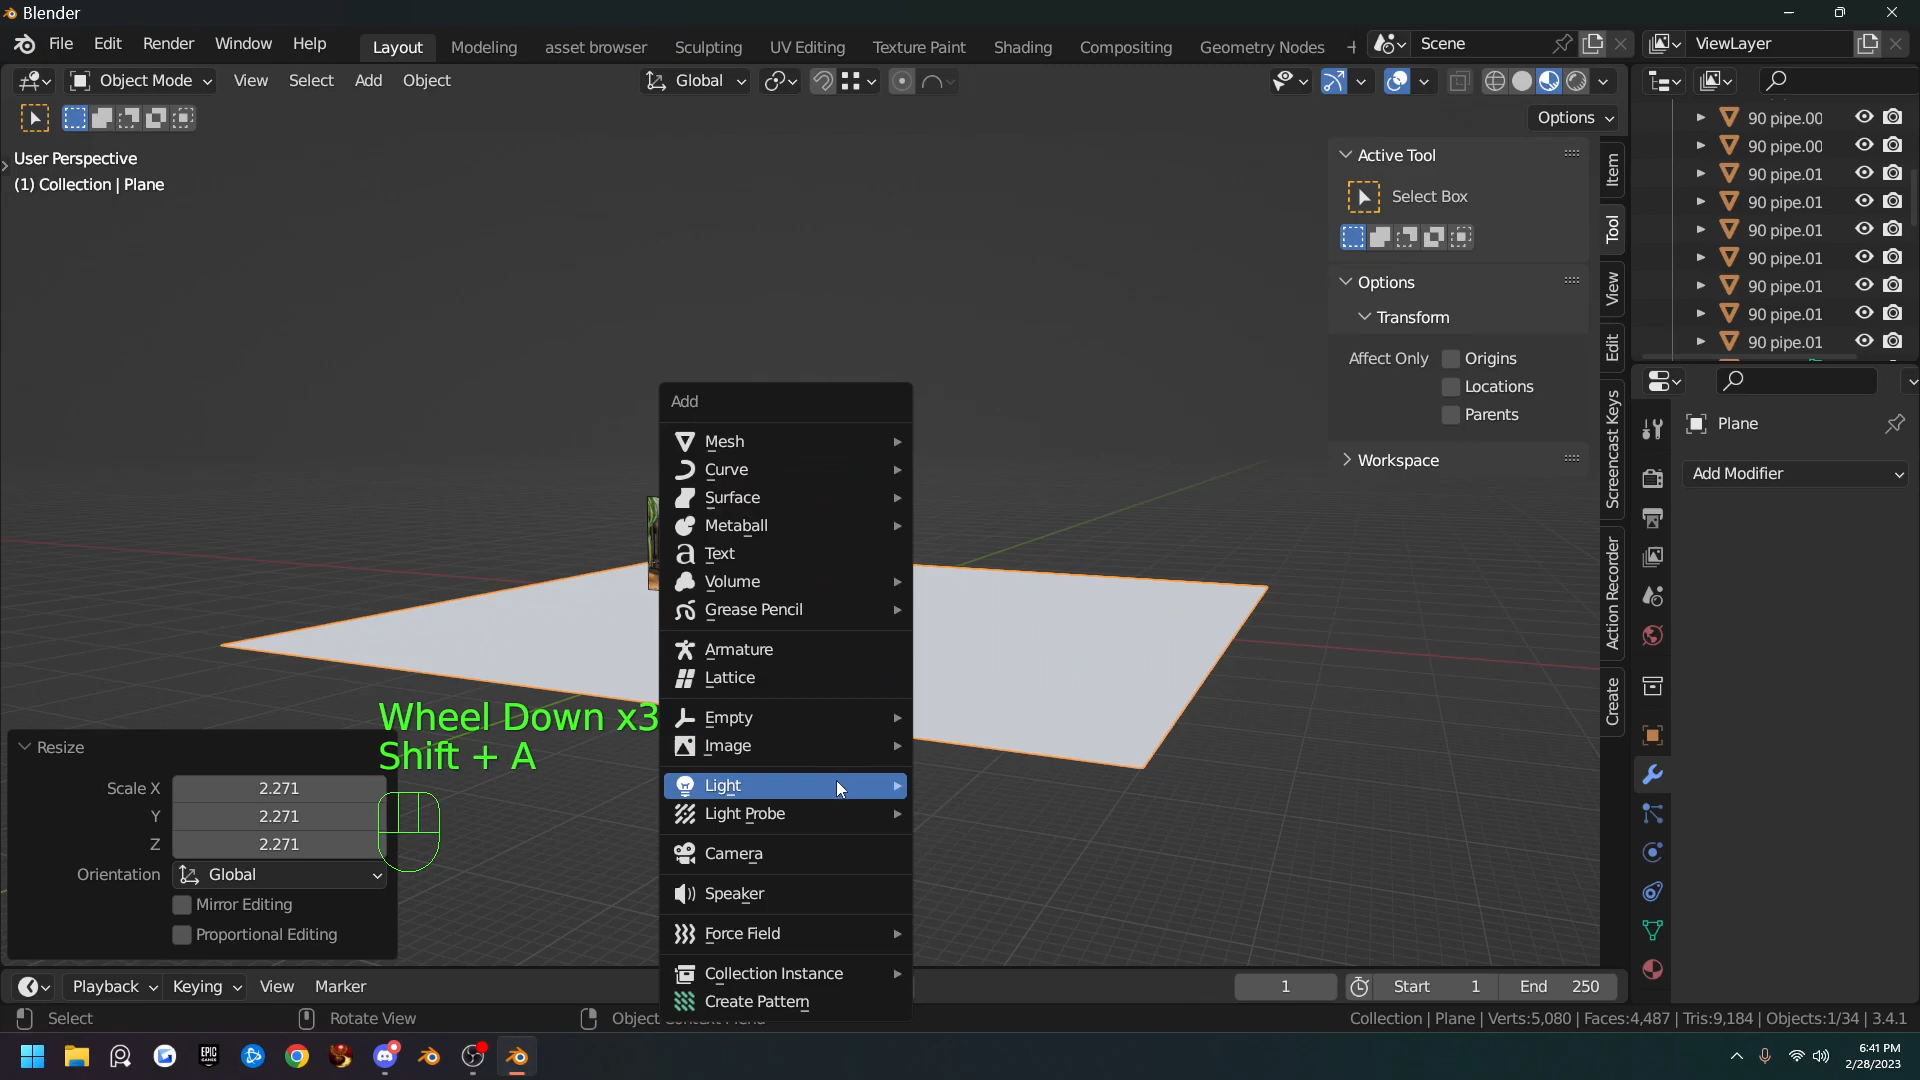 Blender
File Edit Render Window Help Layout Modeling asset browser Sculpting UV Editing Texture Paint Shading Compositing Geometry Nodes Scene ViewLayer
Object Mode View Select Add Object Global
Options
User Perspective
(1) Collection | Plane
Active Tool
Select Box
Options
Transform
Affect Only Origins
Locations
Parents
Workspace
Item
Tool
View
Edit
Screencast Keys
Action Recorder
Create
90 pipe.00
90 pipe.00
90 pipe.01
90 pipe.01
90 pipe.01
90 pipe.01
90 pipe.01
90 pipe.01
90 pipe.01
Plane
Add Modifier
Add
Mesh
Curve
Surface
Metaball
Text
Volume
Grease Pencil
Armature
Lattice
Empty
Image
Light
Light Probe
Camera
Speaker
Force Field
Collection Instance
Create Pattern
Wheel Down x3
Shift + A
Resize
Scale X 2.271
Y 2.271
Z 2.271
Orientation Global
Mirror Editing
Proportional Editing
Playback Keying View Marker 1 Start 1 End 250
Select Rotate View Object Context Menu Collection | Plane | Verts:5,080 | Faces:4,487 | Tris:9,184 | Objects:1/34 | 3.4.1
EPIC
6:41 PM
2/28/2023